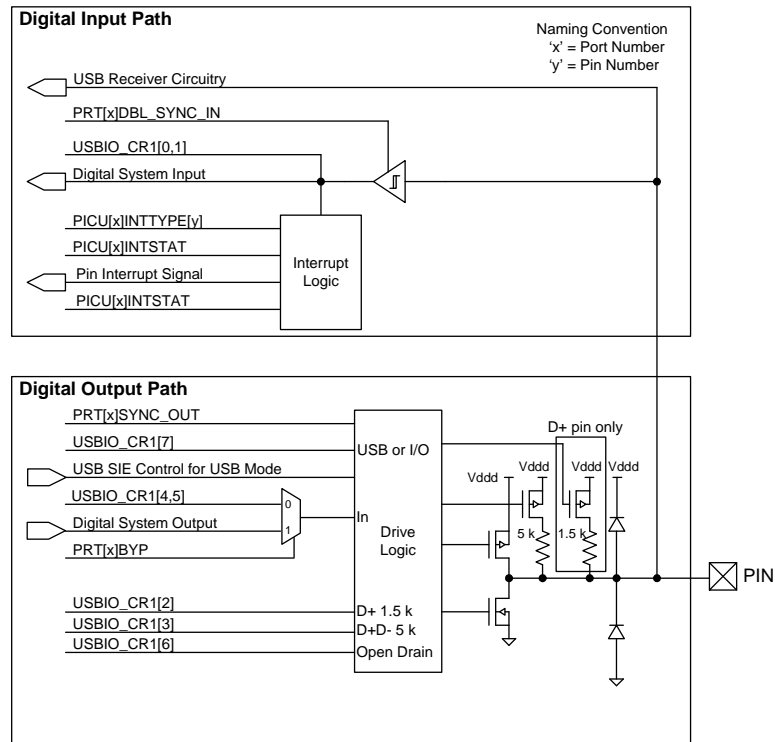 Digital Input Path
Naming Convention
'x' = Port Number
'y' = Pin Number
USB Receiver Circuitry
PRT[x]DBL_SYNC_IN
USBIO_CR1[0,1]
Digital System Input
PICU[x]INTTYPE[y]
PICU[x]INTSTAT
Pin Interrupt Signal
PICU[x]INTSTAT
Interrupt
Logic
Digital Output Path
PRT[x]SYNC_OUT
USBIO_CR1[7]
USB SIE Control for USB Mode
USBIO_CR1[4,5]
Digital System Output
PRT[x]BYP
0
1
USBIO_CR1[2]
USBIO_CR1[3]
USBIO_CR1[6]
USB or I/O
In
Drive
Logic
D+ 1.5 k
D+D- 5 k
Open Drain
D+ pin only
Vddd
Vddd
Vddd
Vddd
5 k
1.5 k
PIN